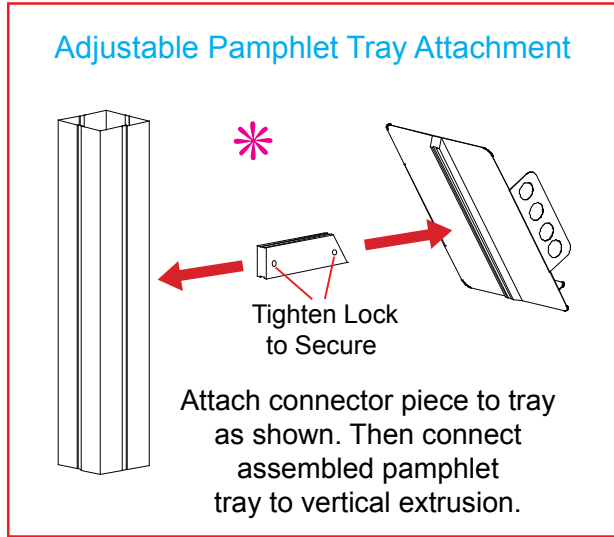 Adjustable Pamphlet Tray Attachment
Tighten Lock
to Secure
Attach connector piece to tray
as shown. Then connect
assembled pamphlet
tray to vertical extrusion.